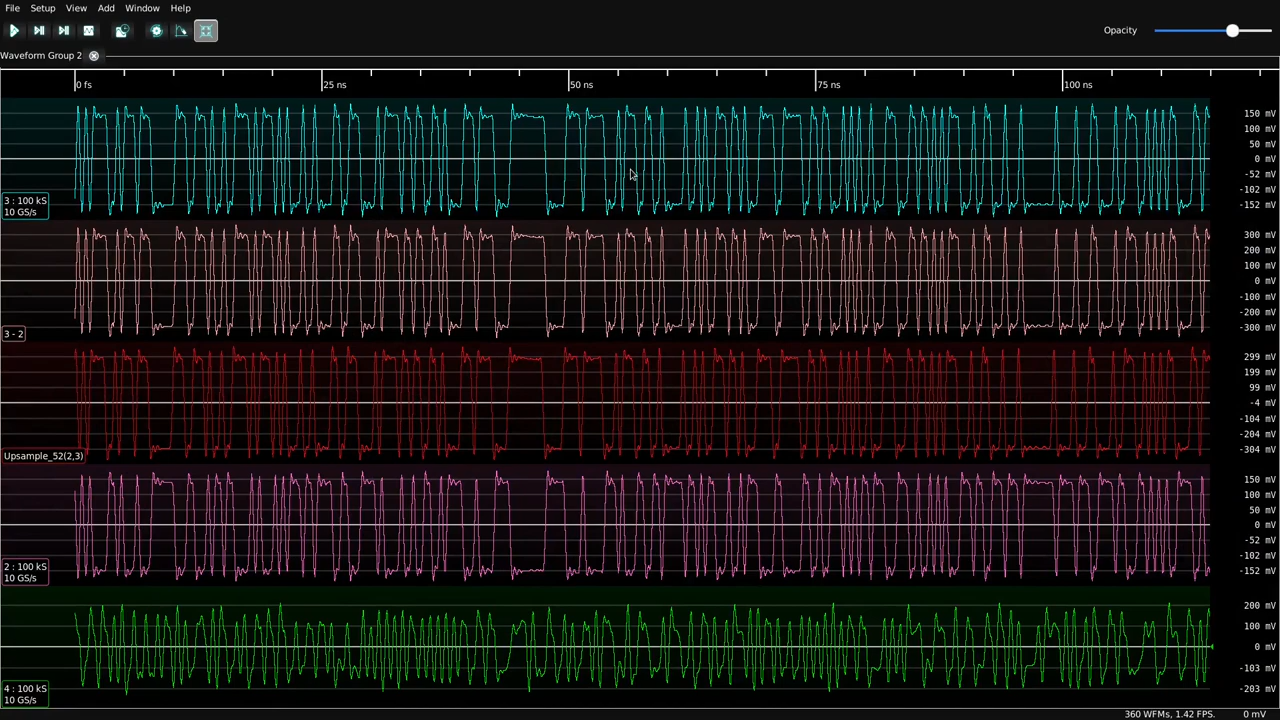 File Setup View Add Window Help
Opacity
Waveform Group 2
0 fs 25 ns 50 ns 75 ns 100 ns
150 mV
100 mV
50 mV
0 mV
-52 mV
-102 mV
-152 mV
3 : 100 kS
10 GS/s
300 mV
200 mV
100 mV
0 mV
-100 mV
-200 mV
-300 mV
3 - 2
299 mV
199 mV
99 mV
-4 mV
-104 mV
-204 mV
-304 mV
Upsample_52(2,3)
150 mV
100 mV
50 mV
0 mV
-52 mV
-102 mV
-152 mV
2 : 100 kS
10 GS/s
200 mV
100 mV
0 mV
-103 mV
-203 mV
4 : 100 kS
10 GS/s
360 WFMs, 1.42 FPS. 0 mV